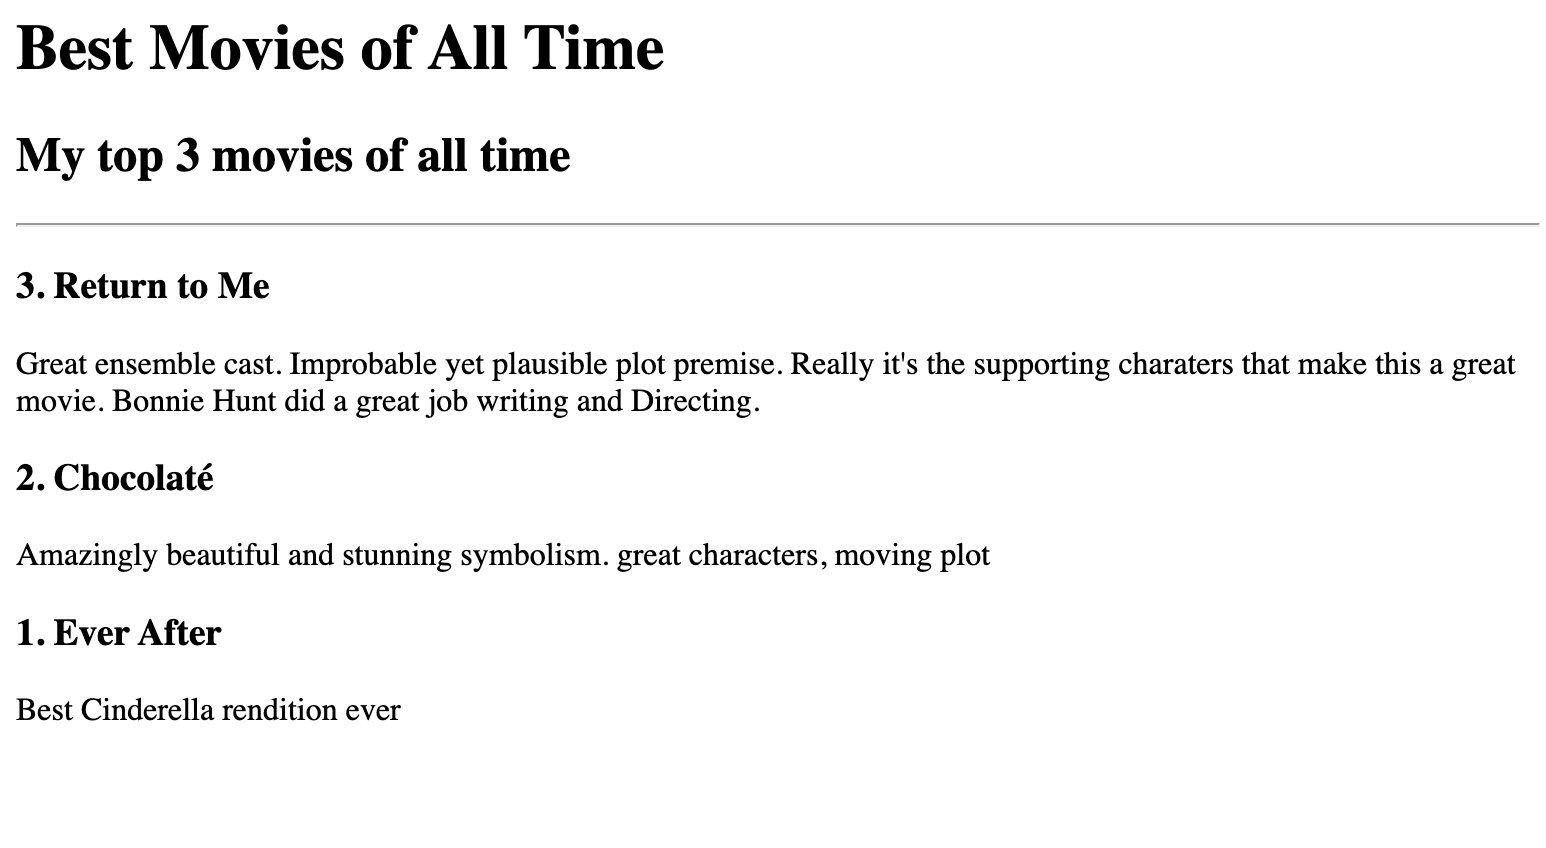 Best Movies of All Time
My top 3 movies of all time
3. Return to Me
Great ensemble cast. Improbable yet plausible plot premise. Really it's the supporting charaters that make this a great
movie. Bonnie Hunt did a great job writing and Directing.
2. Chocolaté
Amazingly beautiful and stunning symbolism. great characters, moving plot
1. Ever After
Best Cinderella rendition ever